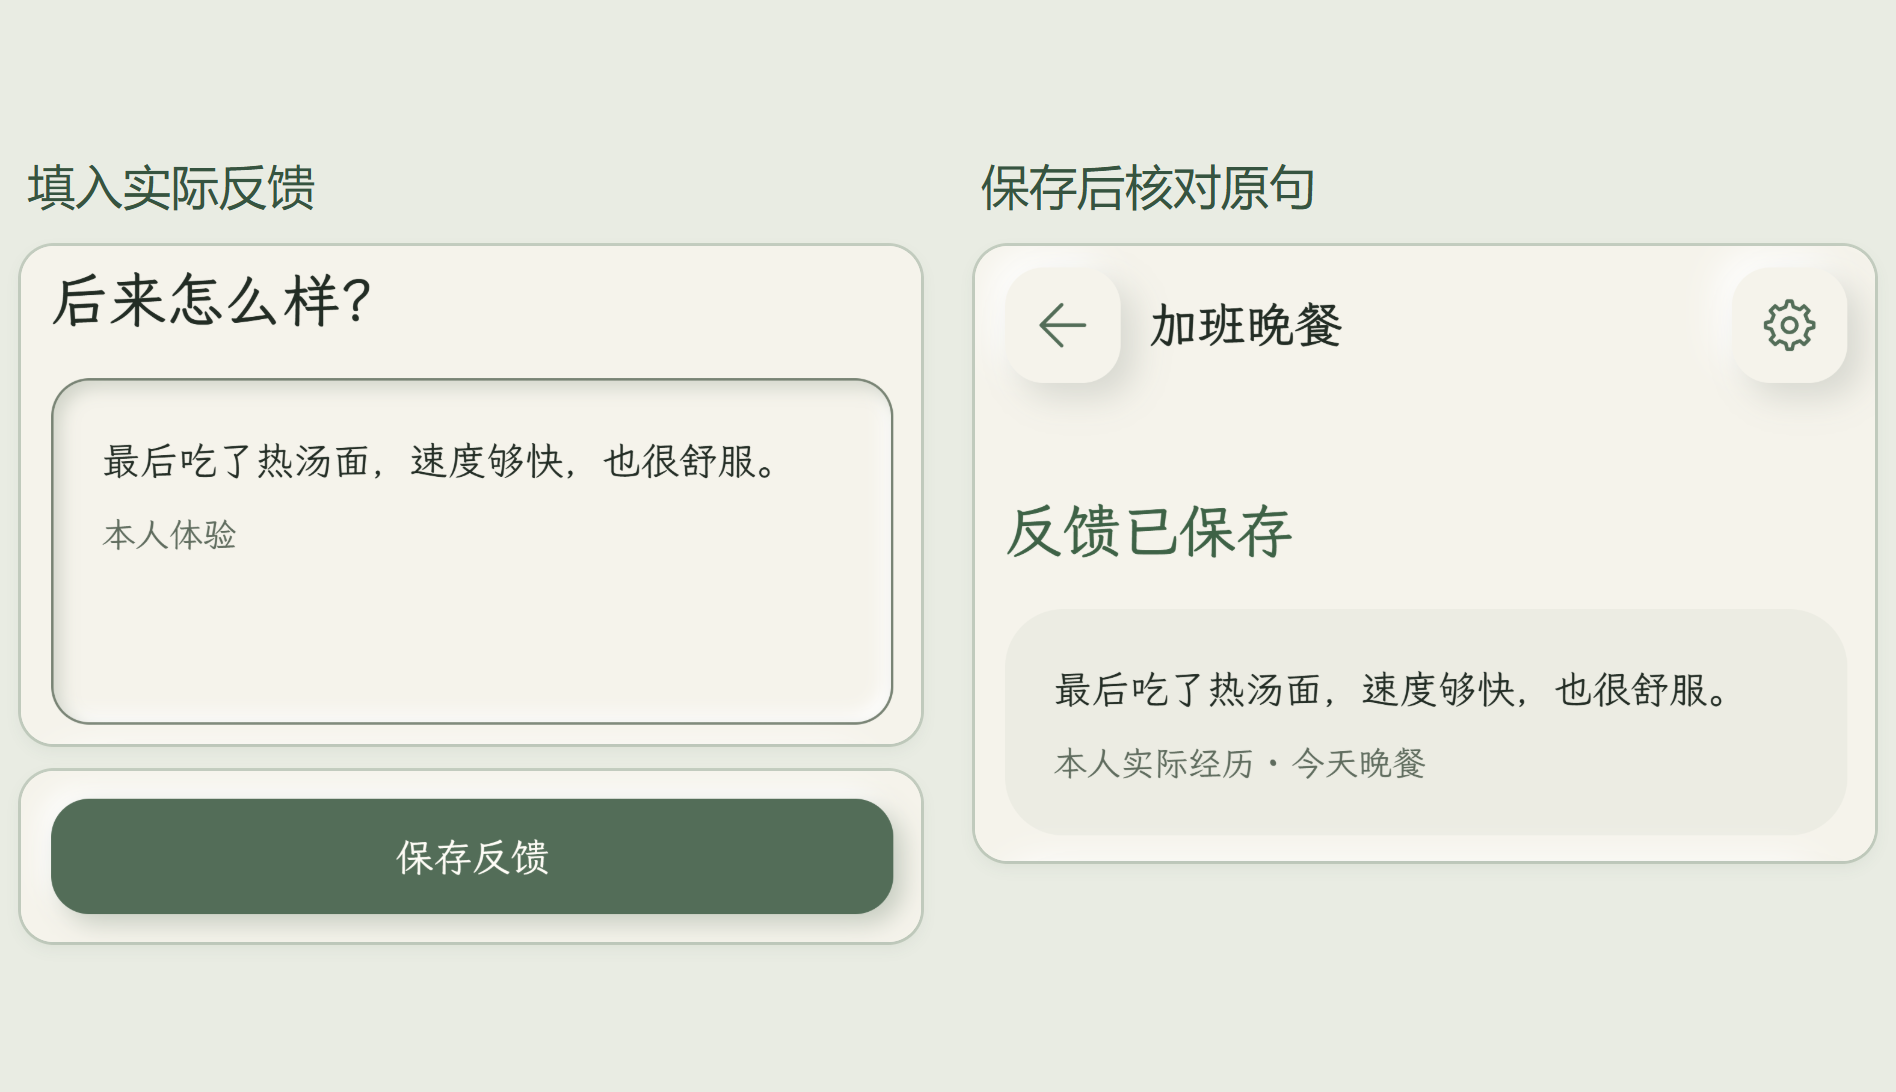 填入实际反馈
后来怎么样?
最后吃了热汤面，速度够快，也很舒服。
本人体验
保存反馈
保存后核对原句
加班晚餐
反馈已保存
最后吃了热汤面，速度够快，也很舒服。
本人实际经历·今天晚餐